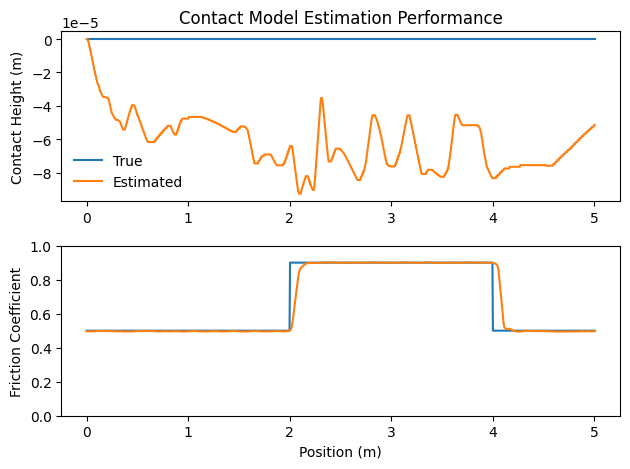 Contact Model Estimation Performance
1e−5
Contact Height (m)
0
−2
−4
−6
−8
True
Estimated
0 1 2 3 4 5
Friction Coefficient
1.0
0.8
0.6
0.4
0.2
0.0
0 1 2 3 4 5
Position (m)